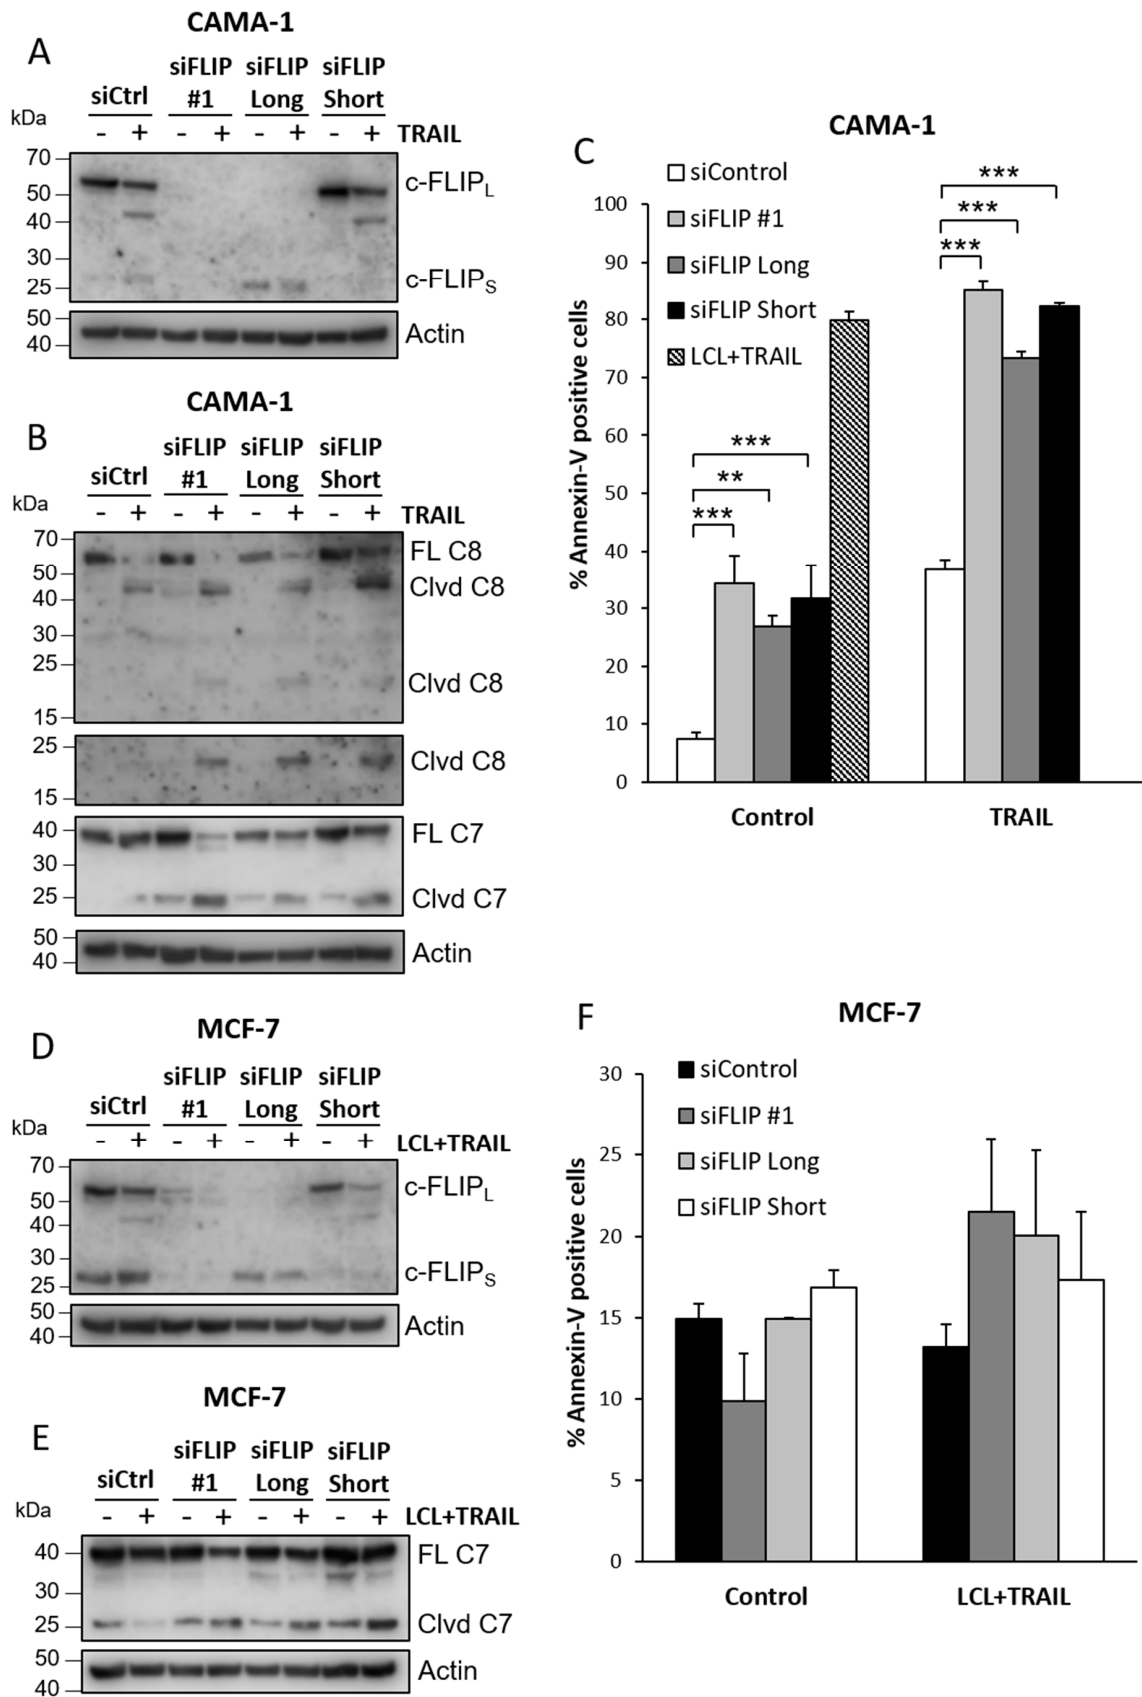 CAMA-1
A
siCtrl siFLIP #1 siFLIP Long siFLIP Short
kDa
- + - + - + - + TRAIL
70
50
40
30
25
c-FLIPL
c-FLIPS
50
40
Actin
CAMA-1
B
siCtrl siFLIP #1 siFLIP Long siFLIP Short
kDa
- + - + - + - + TRAIL
70
50
40
30
25
15
FL C8
Clvd C8
Clvd C8
25
15
Clvd C8
40
30
25
FL C7
Clvd C7
50
40
Actin
CAMA-1
C
siControl
siFLIP #1
siFLIP Long
siFLIP Short
LCL+TRAIL
% Annexin-V positive cells
100
90
80
70
60
50
40
30
20
10
0
***
**
***
***
***
***
Control TRAIL
MCF-7
D
siCtrl siFLIP #1 siFLIP Long siFLIP Short
kDa
- + - + - + - + LCL+TRAIL
70
50
40
30
25
c-FLIPL
c-FLIPS
50
40
Actin
MCF-7
E
siCtrl siFLIP #1 siFLIP Long siFLIP Short
kDa
- + - + - + - + LCL+TRAIL
40
30
25
FL C7
Clvd C7
50
40
Actin
MCF-7
F
siControl
siFLIP #1
siFLIP Long
siFLIP Short
% Annexin-V positive cells
30
25
20
15
10
5
0
Control LCL+TRAIL